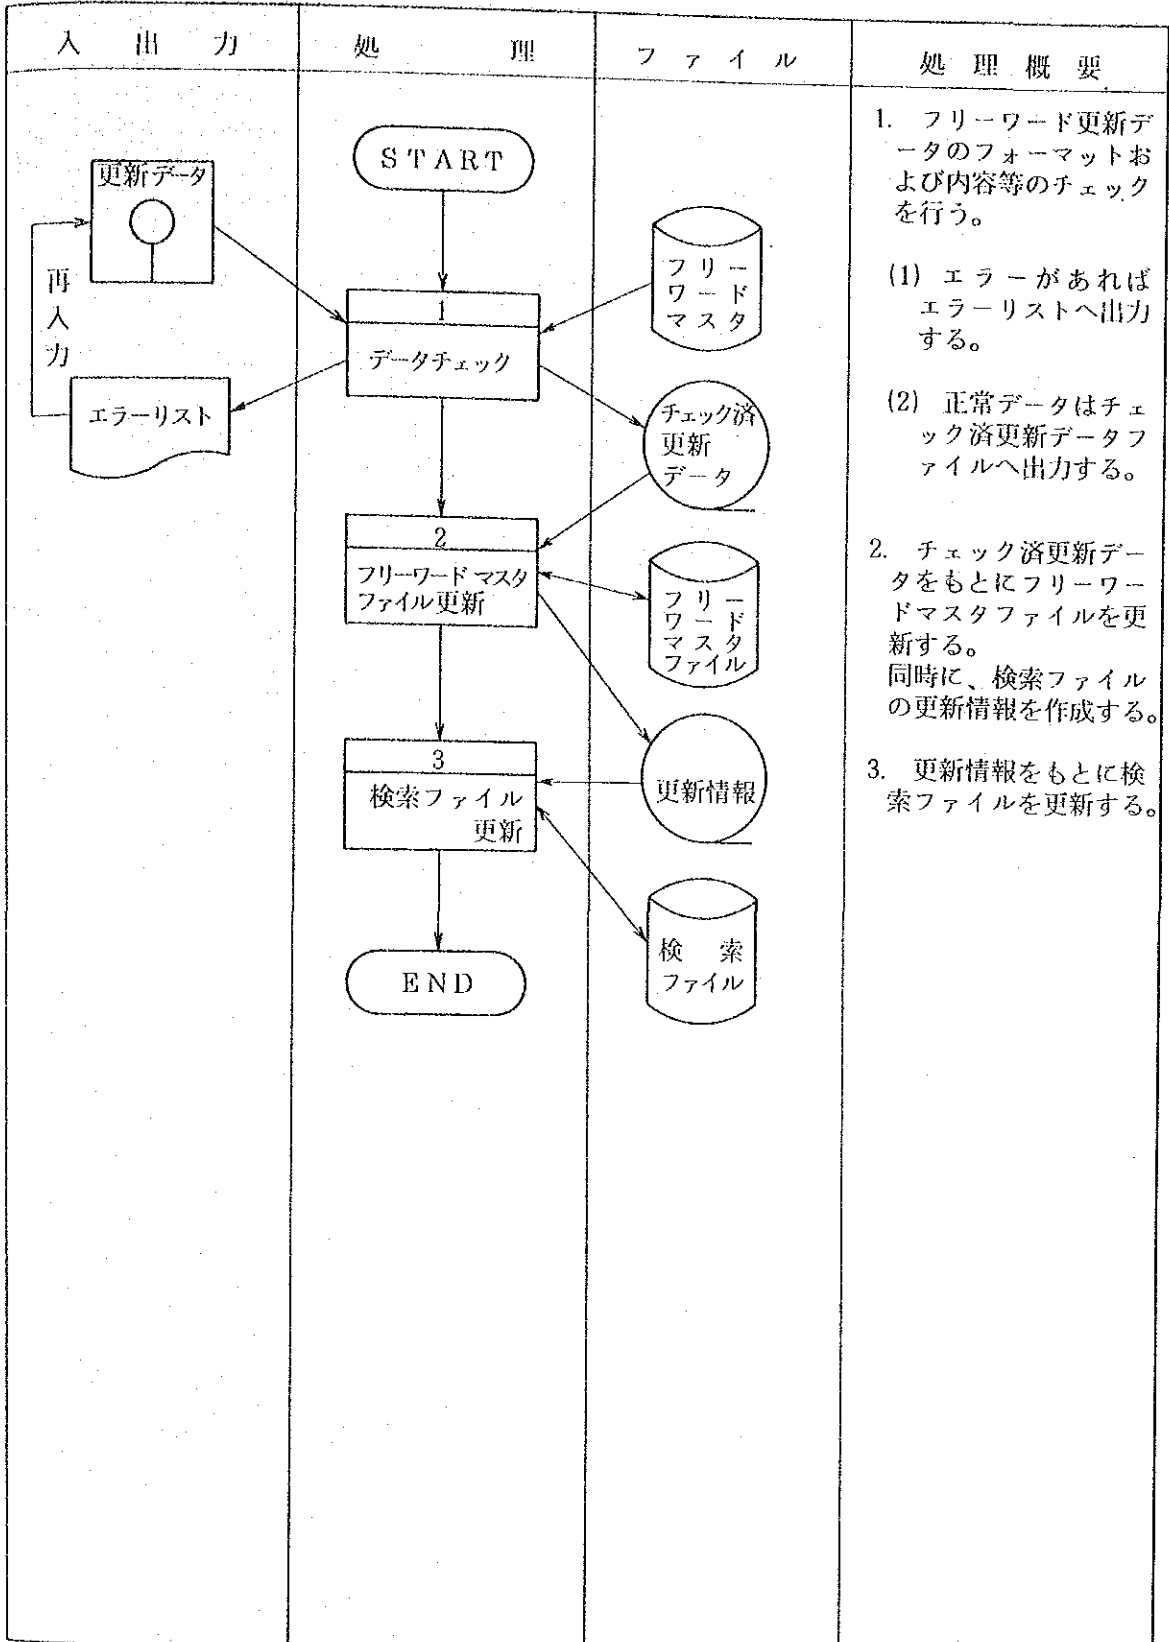 入出力
処理
ファイル
処理概要
更新データ
再入力
エラーリスト
START
1
データチェック
2
フリーワードマスタ
ファイル更新
3
検索ファイル
更新
END
フリー
ワード
マスタ
チェック済
更新
データ
フリー
ワード
マスタ
ファイル
更新情報
検索
ファイル
1. フリーワード更新デ
ータのフォーマットお
よび内容等のチェック
を行う。
(1) エラーがあれば
エラーリストへ出力
する。
(2) 正常データはチェ
ック済更新データフ
ァイルへ出力する。
2. チェック済更新デー
タをもとにフリーワー
ドマスタファイルを更
新する。
同時に、検索ファイル
の更新情報を作成する。
3. 更新情報をもとに検
索ファイルを更新する。